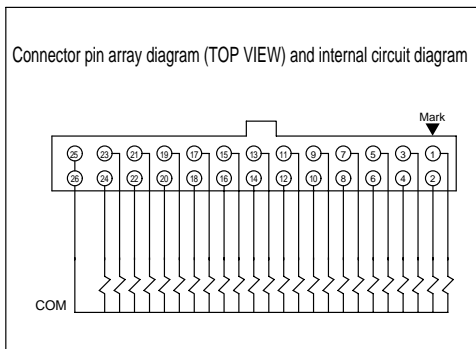 Connector pin array diagram (TOP VIEW) and internal circuit diagram
Mark
25 23 21 19 17 15 13 11 9 7 5 3 1
26 24 22 20 18 16 14 12 10 8 6 4 2
COM